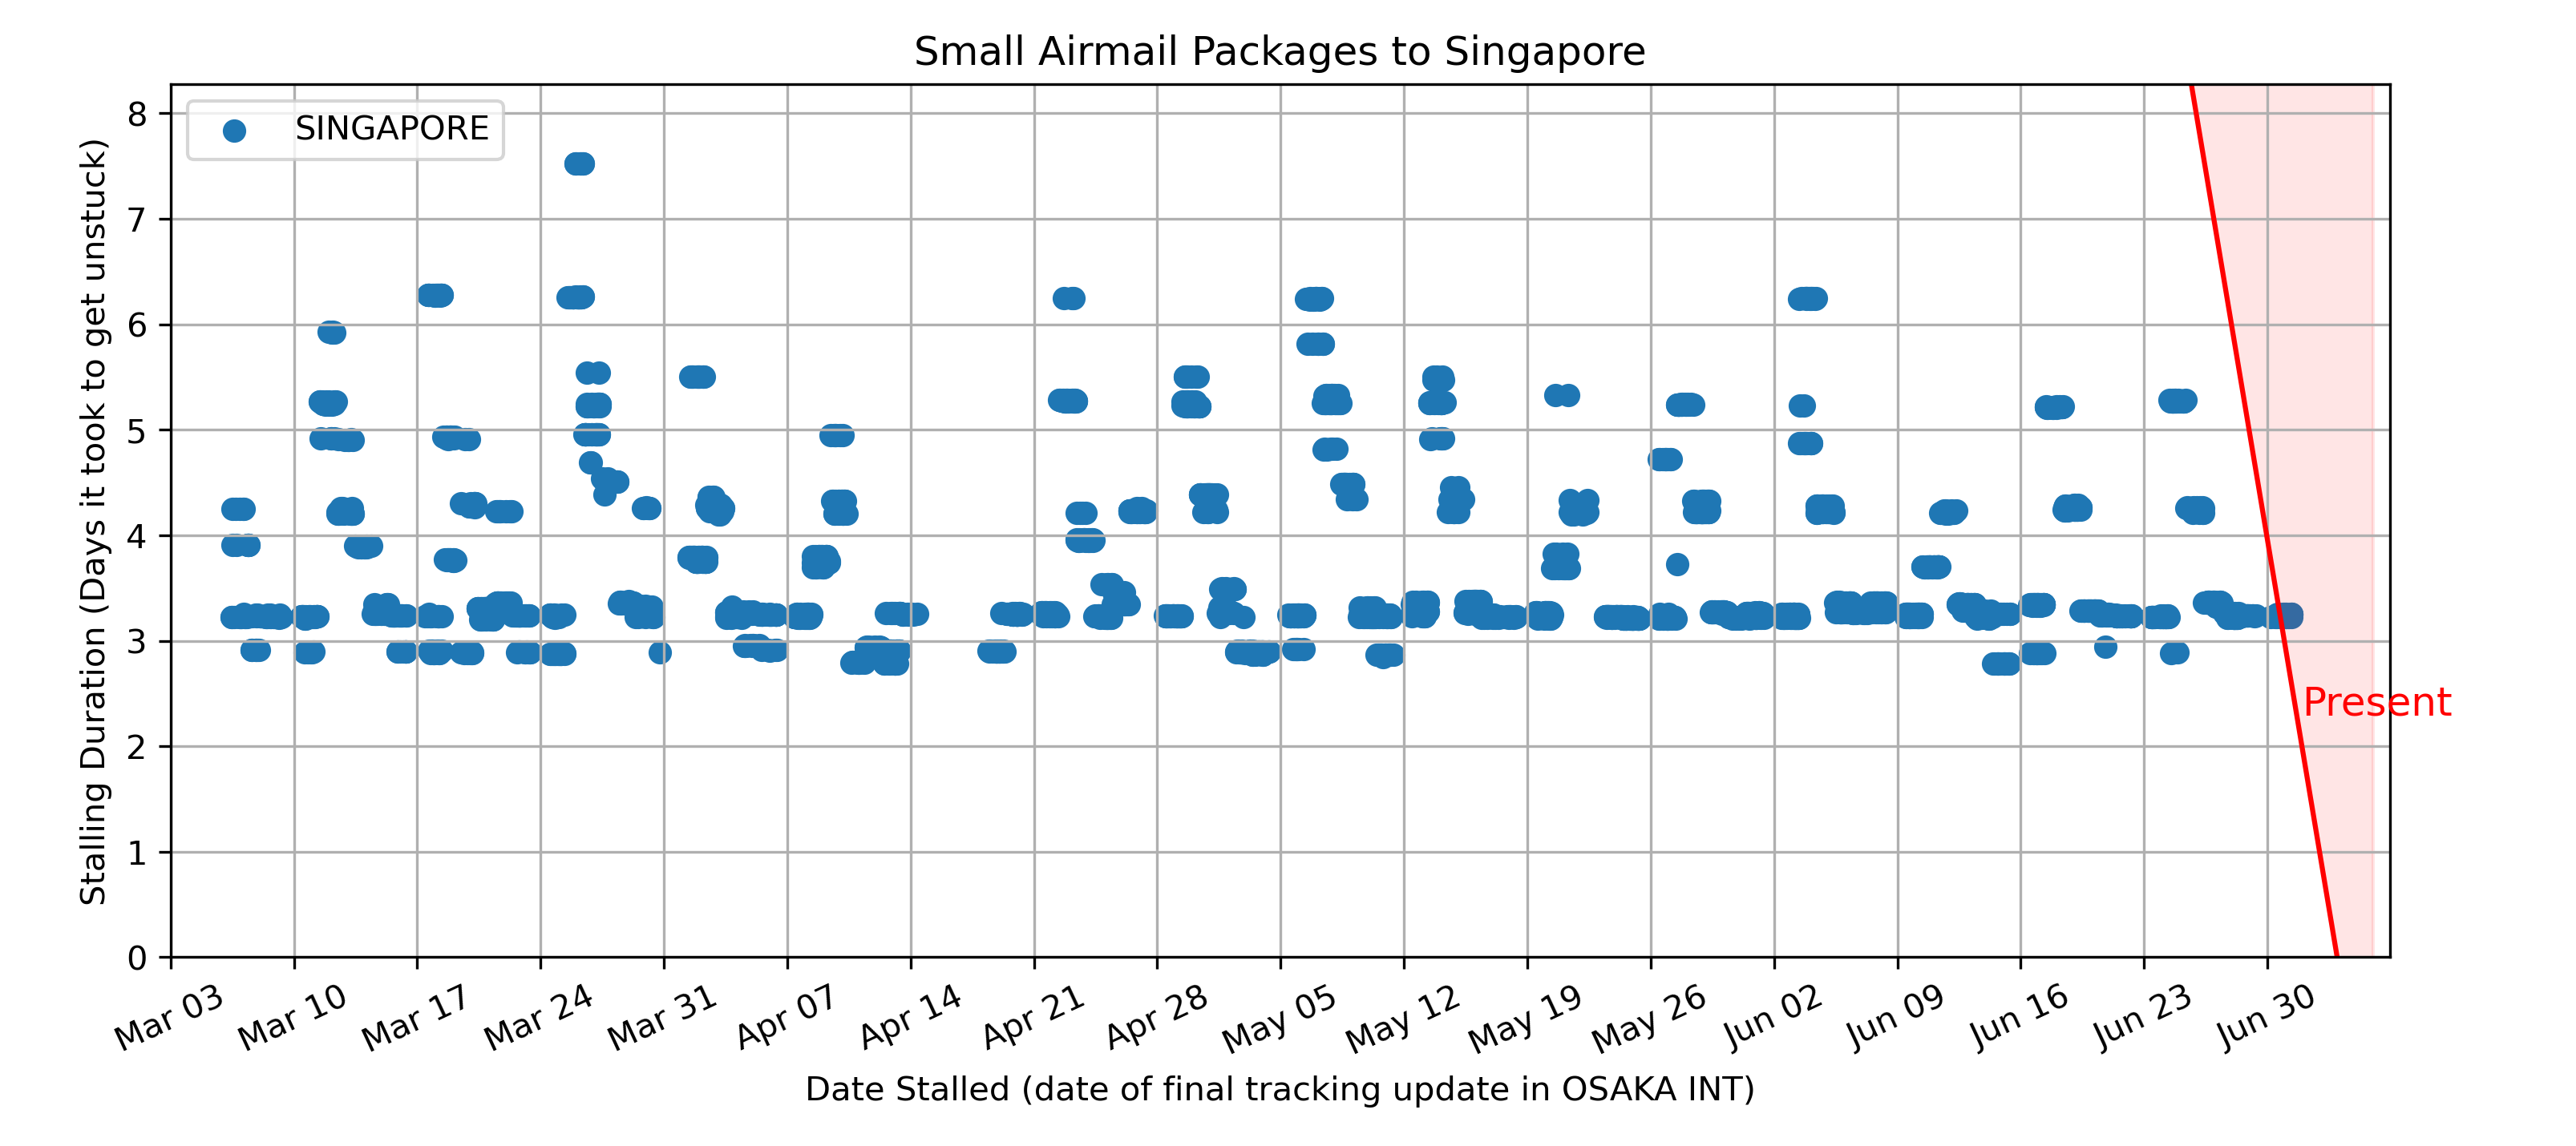 Small Airmail Packages to Singapore
SINGAPORE
Stalling Duration (Days it took to get unstuck)
8
7
6
5
4
3
2
1
0
Present
Mar 03 Mar 10 Mar 17 Mar 24 Mar 31 Apr 07 Apr 14 Apr 21 Apr 28 May 05 May 12 May 19 May 26 Jun 02 Jun 09 Jun 16 Jun 23 Jun 30
Date Stalled (date of final tracking update in OSAKA INT)